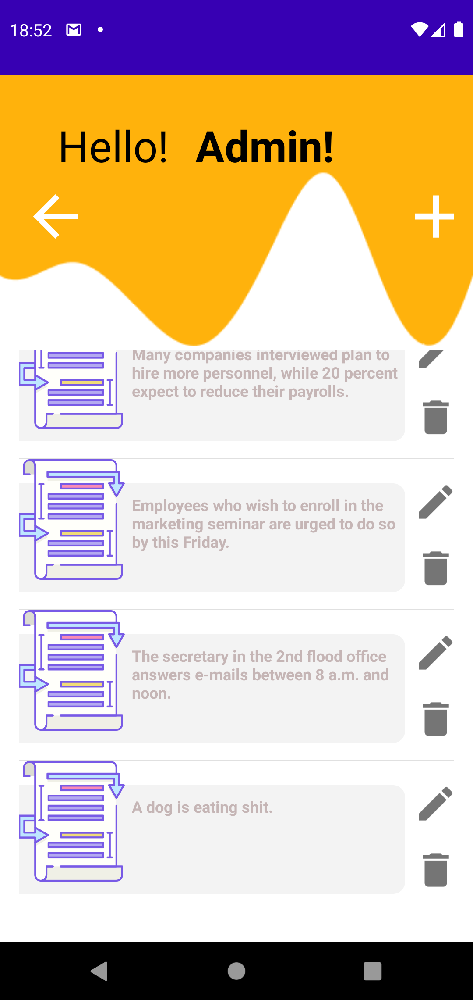 18:52
Hello! Admin!
Many companies interviewed plan to
hire more personnel, while 20 percent
expect to reduce their payrolls.
Employees who wish to enroll in the
marketing seminar are urged to do so
by this Friday.
The secretary in the 2nd flood office
answers e-mails between 8 a.m. and
noon.
A dog is eating shit.